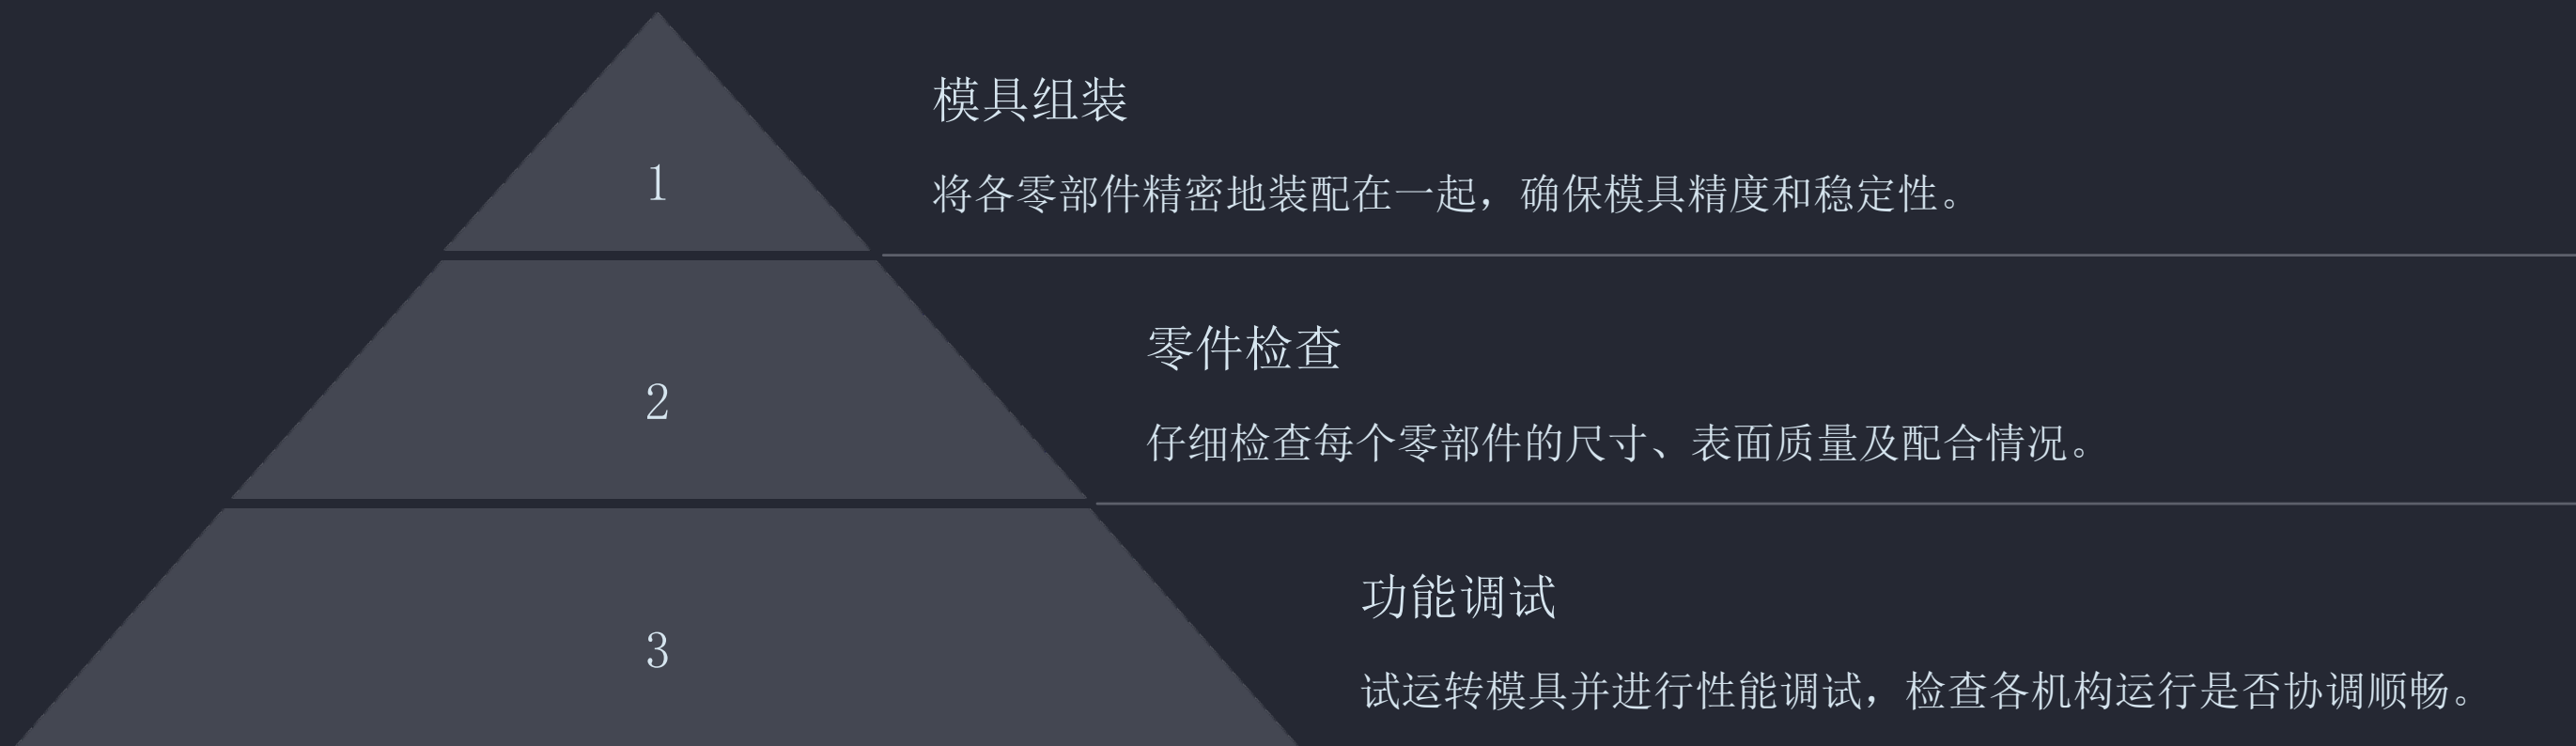 模具组装
1
将各零部件精密地装配在一起，确保模具精度和稳定性。
零件检查
2
仔细检查每个零部件的尺寸、表面质量及配合情况。
功能调试
3
试运转模具并进行性能调试，检查各机构运行是否协调顺畅。